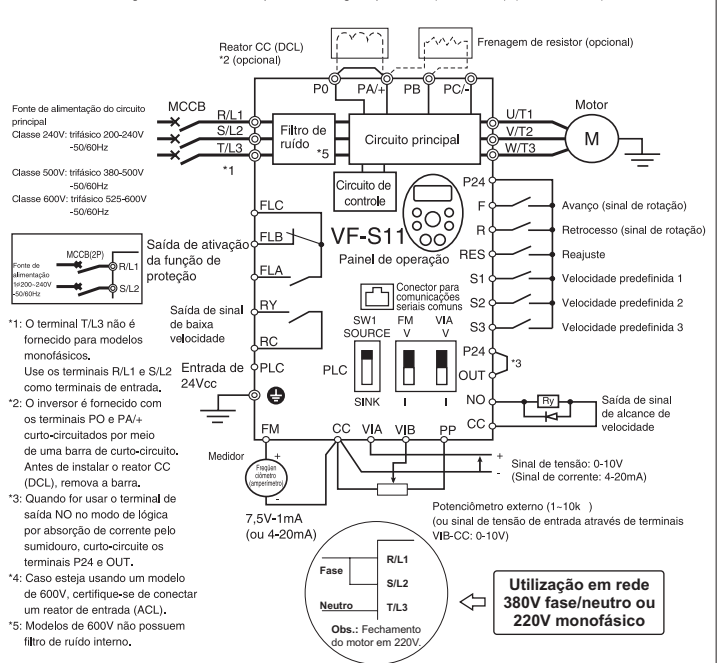 Reator CC (DCL)
*2 (opcional)
Frenagem de resistor (opcional)
P0
PA/+
PB
PC/-
Fonte de alimentação do circuito
principal
Classe 240V: trifásico 200-240V
-50/60Hz
Classe 500V: trifásico 380-500V
-50/60Hz
Classe 600V: trifásico 525-600V
-50/60Hz
MCCB
R/L1
S/L2
T/L3
*1
Filtro de
ruído
*5
Circuito principal
Circuito de
controle
U/T1
V/T2
W/T3
Motor
M
FLC
FLB
FLA
RY
RC
PLC
VF-S11
Painel de operação
Conector para
comunicações
seriais comuns
SW1
SOURCE
PLC
SINK
FM
V
I
VIA
V
I
P24
F
R
RES
S1
S2
S3
P24
OUT
NO
CC
Avanço (sinal de rotação)
Retrocesso (sinal de rotação)
Reajuste
Velocidade predefinida 1
Velocidade predefinida 2
Velocidade predefinida 3
*3
Ry
Saída de sinal
de alcance de
velocidade
MCCB(2P)
Fonte de
alimentação
1ø200~240V
-50/60Hz
R/L1
S/L2
Saída de ativação
da função de
proteção
Saída de sinal
de baixa
velocidade
Entrada de
24Vcc
*1: O terminal T/L3 não é
fornecido para modelos
monofásicos.
Use os terminais R/L1 e S/L2
como terminais de entrada.
*2: O inversor é fornecido com
os terminais PO e PA/+
curto-circuitados por meio
de uma barra de curto-circuito.
Antes de instalar o reator CC
(DCL), remova a barra.
*3: Quando for usar o terminal de
saída NO no modo de lógica
por absorção de corrente pelo
sumidouro, curto-circuite os
terminais P24 e OUT.
*4: Caso esteja usando um modelo
de 600V, certifique-se de conectar
um reator de entrada (ACL).
*5: Modelos de 600V não possuem
filtro de ruído interno.
FM
CC
VIA
VIB
PP
Medidor
+
Freqüen
ciômetro
(amperímetro)
-
7,5V-1mA
(ou 4-20mA)
+
-
Sinal de tensão: 0-10V
(Sinal de corrente: 4-20mA)
Potenciômetro externo (1~10k )
(ou sinal de tensão de entrada através de terminais
VIB-CC: 0-10V)
Fase
Neutro
R/L1
S/L2
T/L3
Obs.: Fechamento
do motor em 220V.
Utilização em rede
380V fase/neutro ou
220V monofásico